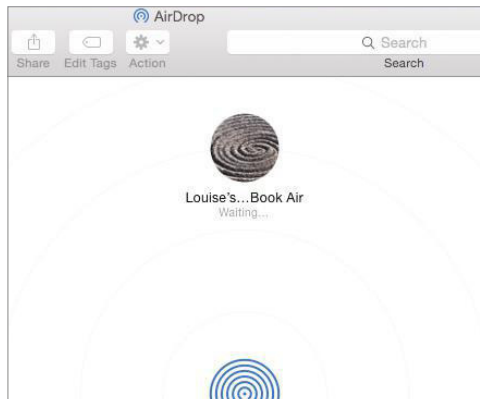 AirDrop
Search
Share Edit Tags Action Search
Louise's...Book Air
Waiting...